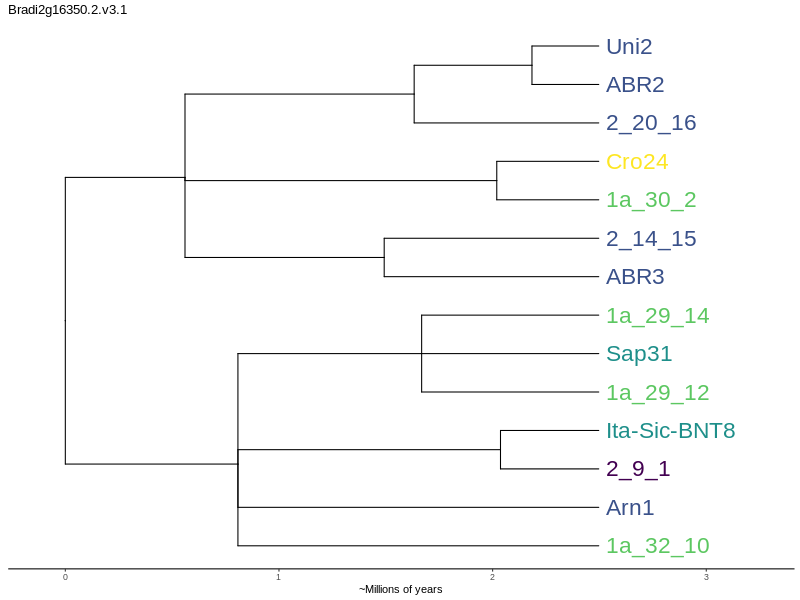 Bradi2g16350.2.v3.1
Uni2
ABR2
2_20_16
Cro24
1a_30_2
2_14_15
ABR3
1a_29_14
Sap31
1a_29_12
Ita-Sic-BNT8
2_9_1
Arn1
1a_32_10
0 1 2 3
~Millions of years